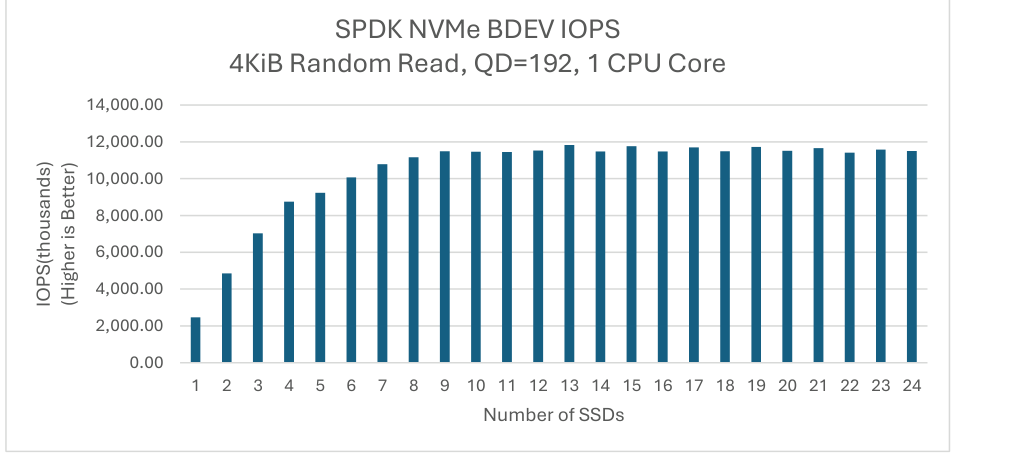 SPDK NVMe BDEV IOPS
4KiB Random Read, QD=192, 1 CPU Core
IOPS(thousands)
(Higher is Better)
14,000.00
12,000.00
10,000.00
8,000.00
6,000.00
4,000.00
2,000.00
0.00
1 2 3 4 5 6 7 8 9 10 11 12 13 14 15 16 17 18 19 20 21 22 23 24
Number of SSDs